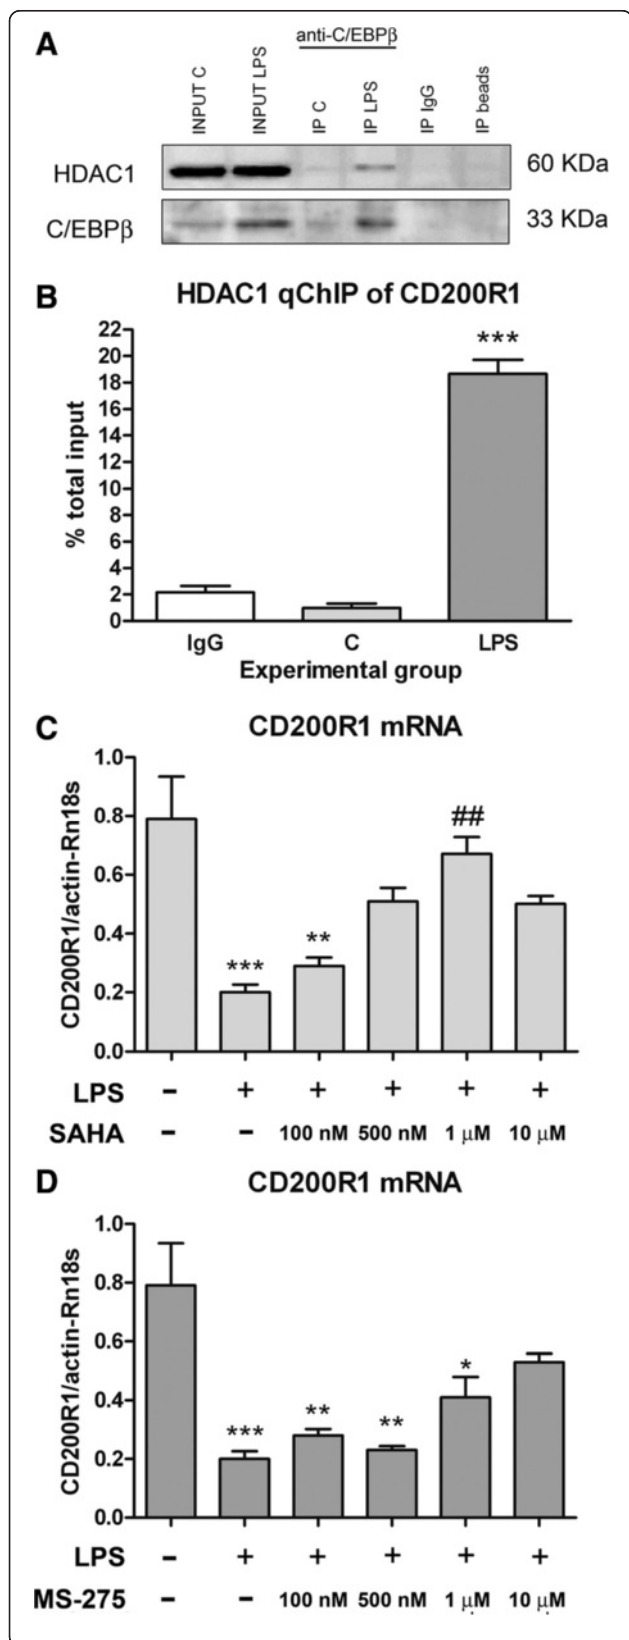 A
anti-C/EBPβ
INPUT C
INPUT LPS
IP C
IP LPS
IP IgG
IP beads
HDAC1
60 KDa
C/EBPβ
33 KDa
B
HDAC1 qChIP of CD200R1
% total input
22
20
18
16
14
12
10
8
6
4
2
0
***
IgG
C
LPS
Experimental group
C
CD200R1 mRNA
CD200R1/actin-Rn18s
1.0
0.8
0.6
0.4
0.2
0.0
***
**
##
LPS – + + + + +
SAHA – – 100 nM 500 nM 1 μM 10 μM
D
CD200R1 mRNA
CD200R1/actin-Rn18s
1.0
0.8
0.6
0.4
0.2
0.0
***
**
**
*
LPS – + + + + +
MS-275 – – 100 nM 500 nM 1 μM 10 μM